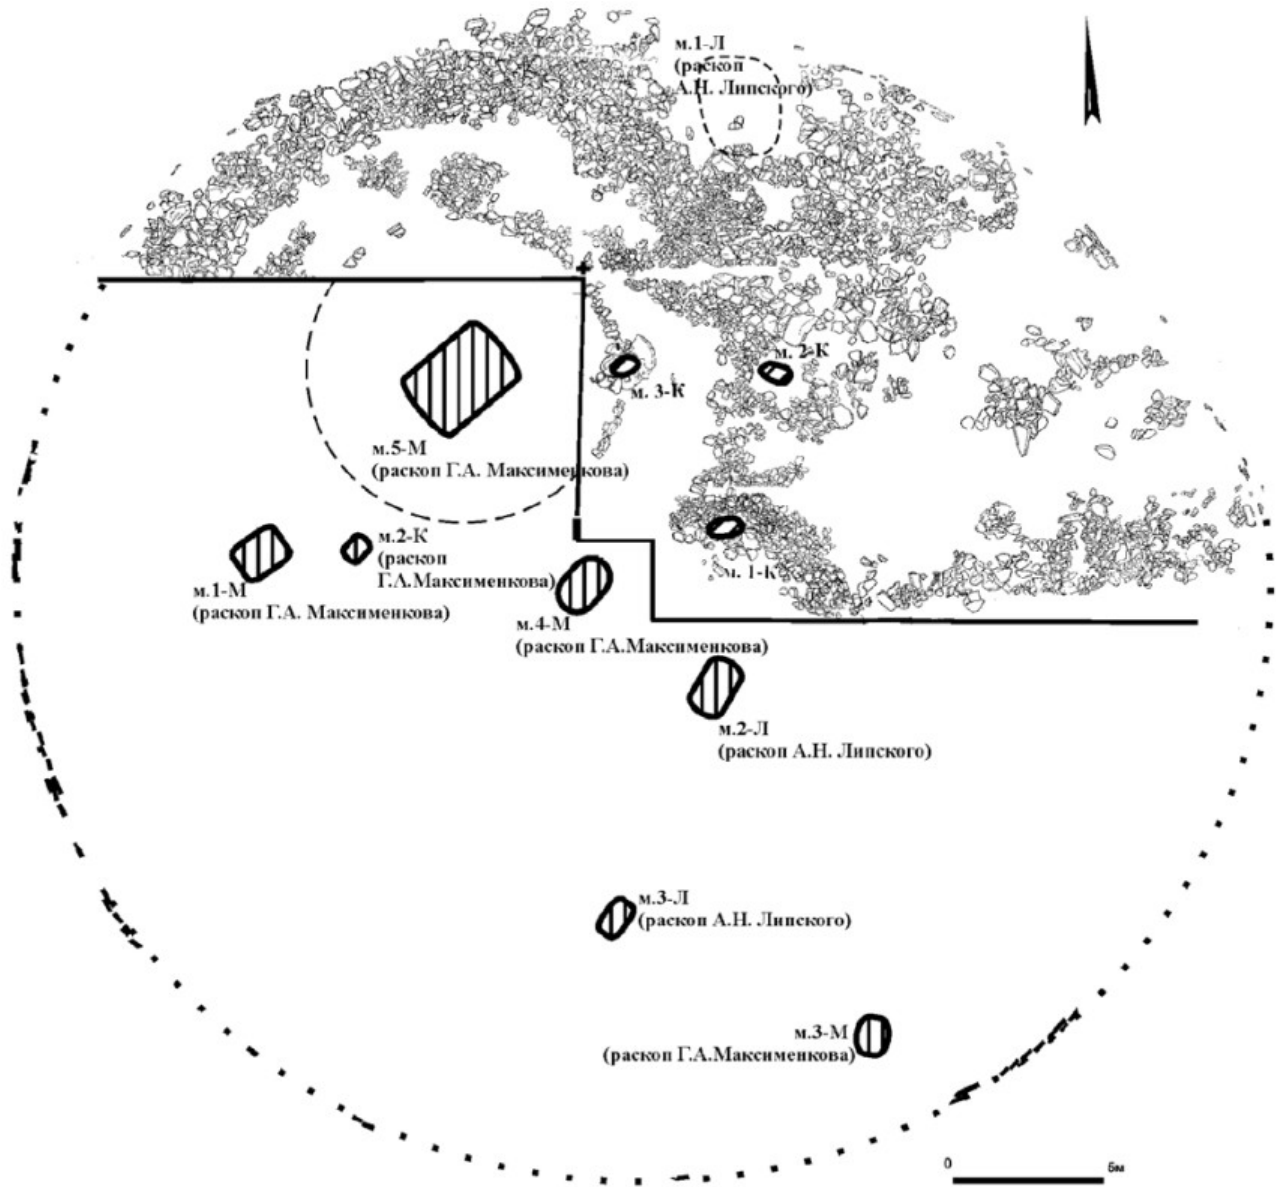 м.1-Л
(раскоп
А.Н. Липского)
м. 2-К
м. 3-К
м.5-М
(раскоп Г.А. Максименкова)
м.1-М
(раскоп Г.А. Максименкова)
м.2-К
(раскоп
Г.А.Максименкова)
м. 1-К
м.4-М
(раскоп Г.А.Максименкова)
м.2-Л
(раскоп А.Н. Липского)
м.3-Л
(раскоп А.Н. Липского)
м.3-М
(раскоп Г.А.Максименкова)
0 6м